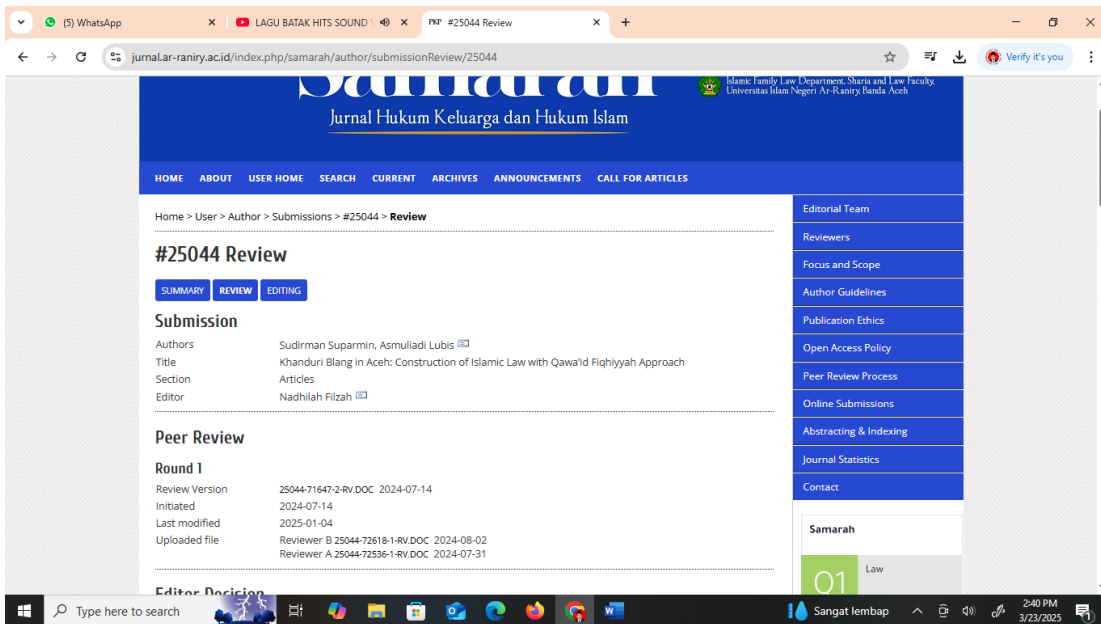 (5) WhatsApp
LAGU BATAK HITS SOUND
PKP #25044 Review
jurnal.ar-raniry.ac.id/index.php/samarah/author/submissionReview/25044
Verify it's you
Samarah
Jurnal Hukum Keluarga dan Hukum Islam
Islamic Family Law Department, Sharia and Law Faculty,
Universitas Islam Negeri Ar-Raniry, Banda Aceh
HOME ABOUT USER HOME SEARCH CURRENT ARCHIVES ANNOUNCEMENTS CALL FOR ARTICLES
Home > User > Author > Submissions > #25044 > Review
#25044 Review
SUMMARY REVIEW EDITING
Submission
Authors Sudirman Suparmin, Asmuliadi Lubis
Title Khanduri Blang in Aceh: Construction of Islamic Law with Qawa'id Fiqhiyyah Approach
Section Articles
Editor Nadhilah Filzah
Peer Review
Round 1
Review Version 25044-71647-2-RV.DOC 2024-07-14
Initiated 2024-07-14
Last modified 2025-01-04
Uploaded file Reviewer B 25044-72618-1-RV.DOC 2024-08-02
Reviewer A 25044-72536-1-RV.DOC 2024-07-31
Editor Decision
Editorial Team
Reviewers
Focus and Scope
Author Guidelines
Publication Ethics
Open Access Policy
Peer Review Process
Online Submissions
Abstracting & Indexing
Journal Statistics
Contact
Samarah
Q1 Law
Type here to search
Sangat lembap
2:40 PM
3/23/2025